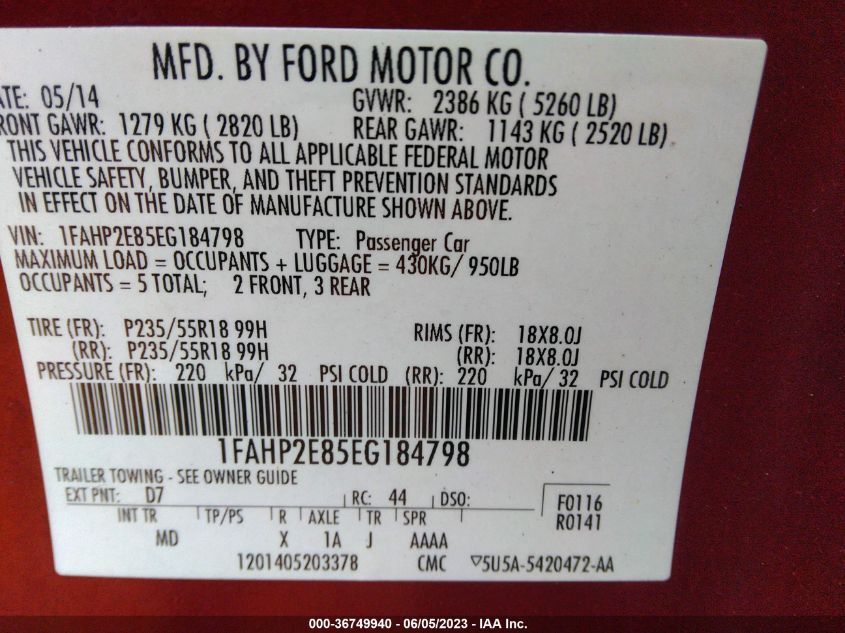 MFD. BY FORD MOTOR CO.
ATE: 05/14 GVWR: 2386 KG ( 5260 LB)
RONT GAWR: 1279 KG ( 2820 LB) REAR GAWR: 1143 KG ( 2520 LB)
THIS VEHICLE CONFORMS TO ALL APPLICABLE FEDERAL MOTOR
VEHICLE SAFETY, BUMPER, AND THEFT PREVENTION STANDARDS
IN EFFECT ON THE DATE OF MANUFACTURE SHOWN ABOVE.
VIN: 1FAHP2E85EG184798 TYPE: Passenger Car
MAXIMUM LOAD = OCCUPANTS + LUGGAGE = 430KG/ 950LB
OCCUPANTS = 5 TOTAL; 2 FRONT, 3 REAR
TIRE (FR): P235/55R18 99H RIMS (FR): 18X8.0J
(RR): P235/55R18 99H (RR): 18X8.0J
PRESSURE (FR): 220 kPa/ 32 PSI COLD (RR): 220 kPa/ 32 PSI COLD
1FAHP2E85EG184798
TRAILER TOWING - SEE OWNER GUIDE
EXT PNT: D7 RC: 44 DSO: F0116
INT TR TP/PS R AXLE TR SPR R0141
MD X 1A J AAAA
1201405203378 CMC ▽5U5A-5420472-AA
000-36749940 - 06/05/2023 - IAA Inc.